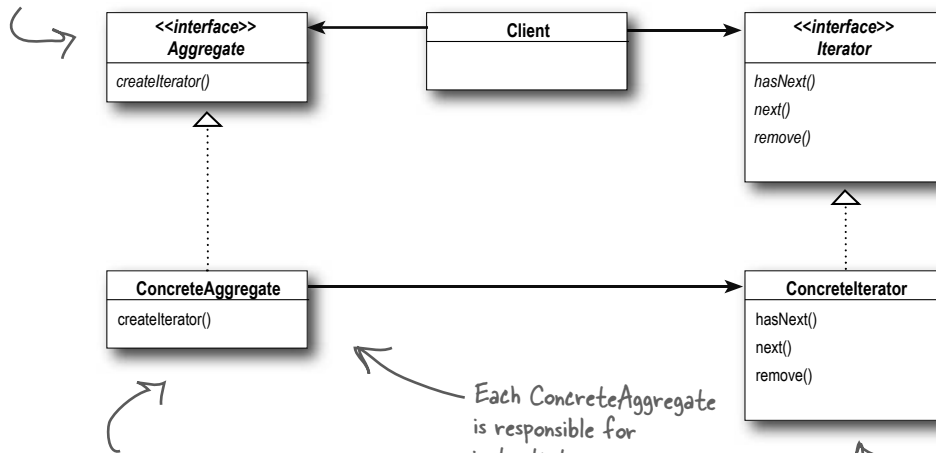 <<interface>>
Aggregate
createIterator()
Client
<<interface>>
Iterator
hasNext()
next()
remove()
ConcreteAggregate
createIterator()
ConcreteIterator
hasNext()
next()
remove()
Each ConcreteAggregate
is responsible for